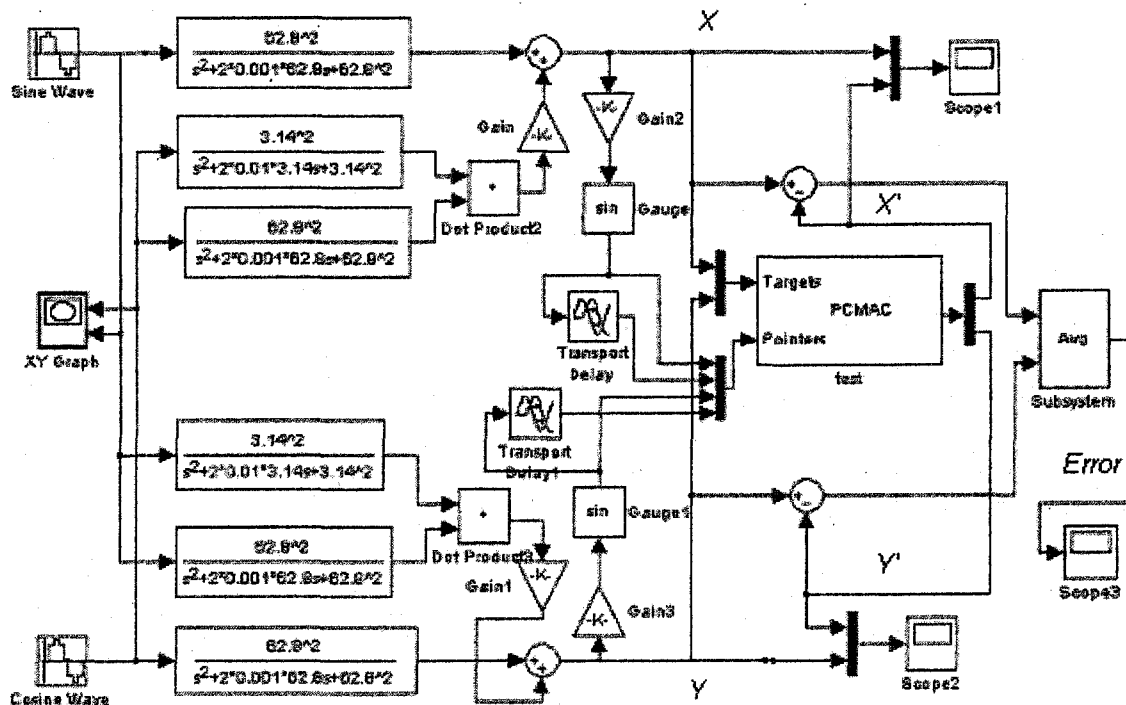 X
62.8^2
s^2+2*0.001*62.8s+62.8^2
Sine Wave
Scope1
Gain
-K-
-K-
Gain2
3.14^2
s^2+2*0.01*3.14s+3.14^2
Dot Product2
sin
Gauge
X'
62.8^2
s^2+2*0.001*62.8s+62.8^2
Targets
PCMAC
Pointers
test
XY Graph
Transport
Delay
Avg
Subsystem
3.14^2
s^2+2*0.01*3.14s+3.14^2
Transport
Delay1
Error
sin
Gauge1
Dot Product3
62.8^2
s^2+2*0.001*62.8s+62.8^2
-K-
Gain1
-K-
Gain3
Y'
Scope3
62.8^2
s^2+2*0.001*62.8s+62.8^2
Cosine Wave
Y
Scope2